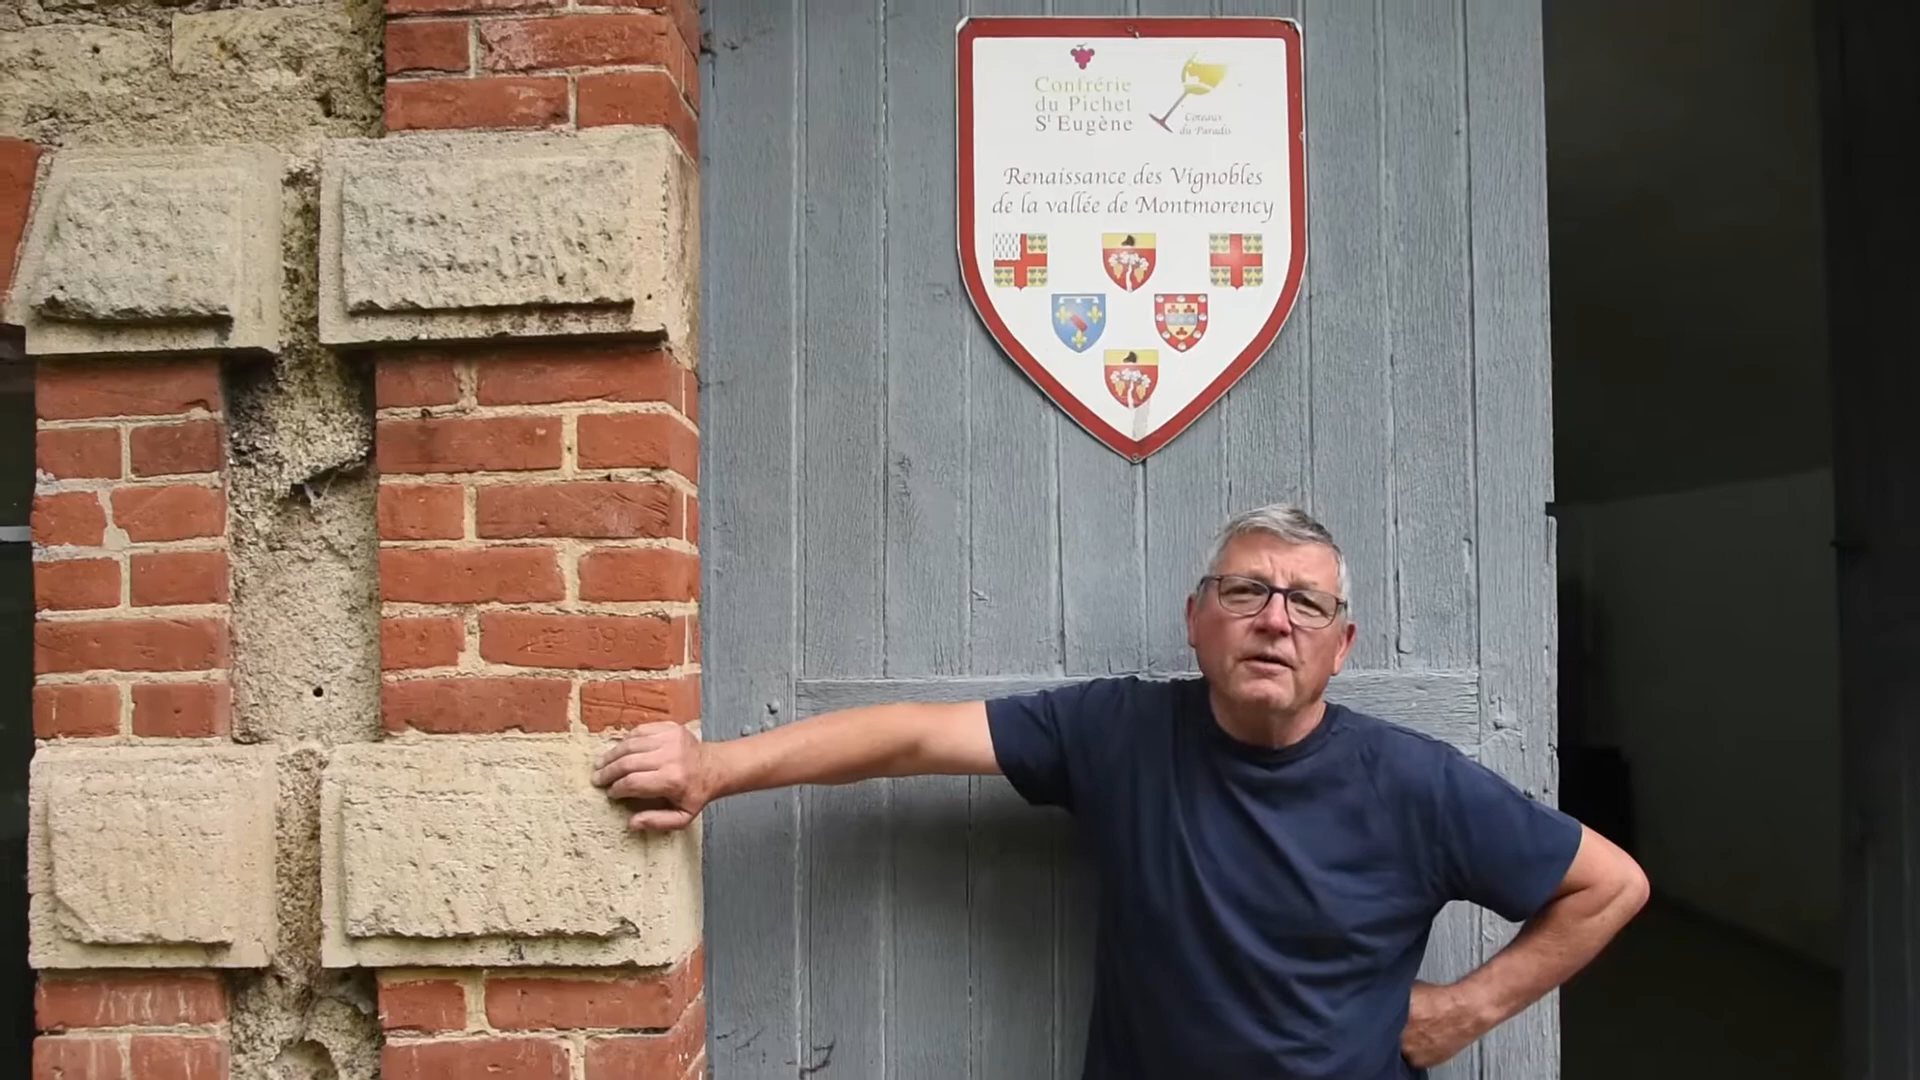 Confrérie
du Pichet
St Eugène
Coteaux
du Paradis
Renaissance des Vignobles
de la vallée de Montmorency